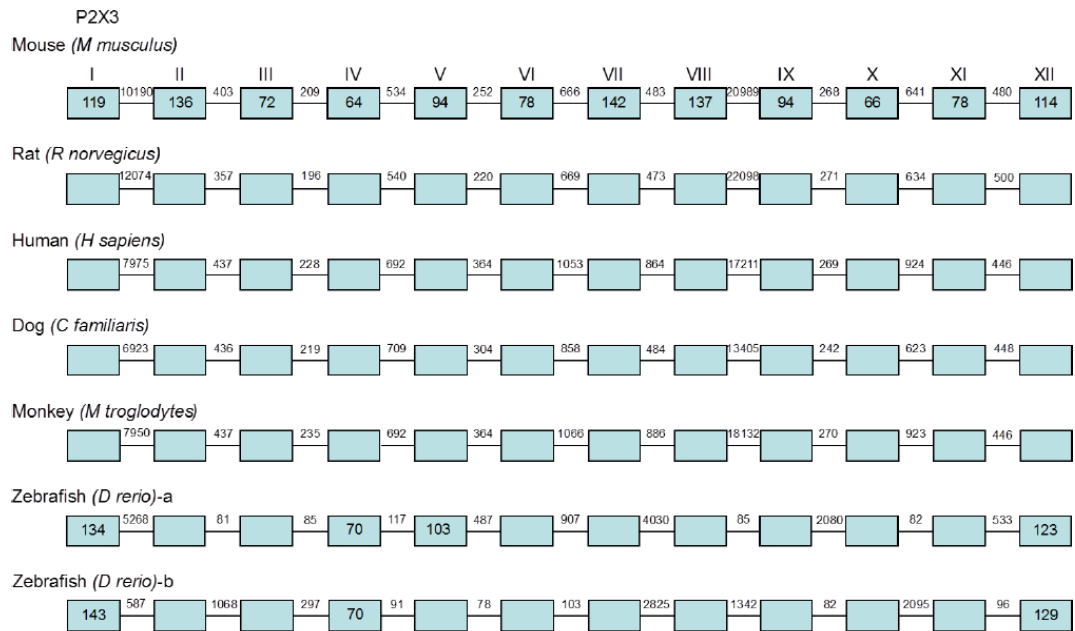 P2X3
Mouse (M musculus)
I II III IV V VI VII VIII IX X XI XII
10190 403 209 534 252 666 483 20989 268 641 480
119 136 72 64 94 78 142 137 94 66 78 114
Rat (R norvegicus)
12074 357 196 540 220 669 473 22098 271 634 500
Human (H sapiens)
7975 437 228 692 364 1053 864 17211 269 924 446
Dog (C familiaris)
6923 436 219 709 304 858 484 13405 242 623 448
Monkey (M troglodytes)
7950 437 235 692 364 1066 886 18132 270 923 446
Zebrafish (D rerio)-a
5268 81 85 117 487 907 4030 85 2080 82 533
134 70 103 123
Zebrafish (D rerio)-b
587 1068 297 91 78 103 2825 1342 82 2095 96
143 70 129